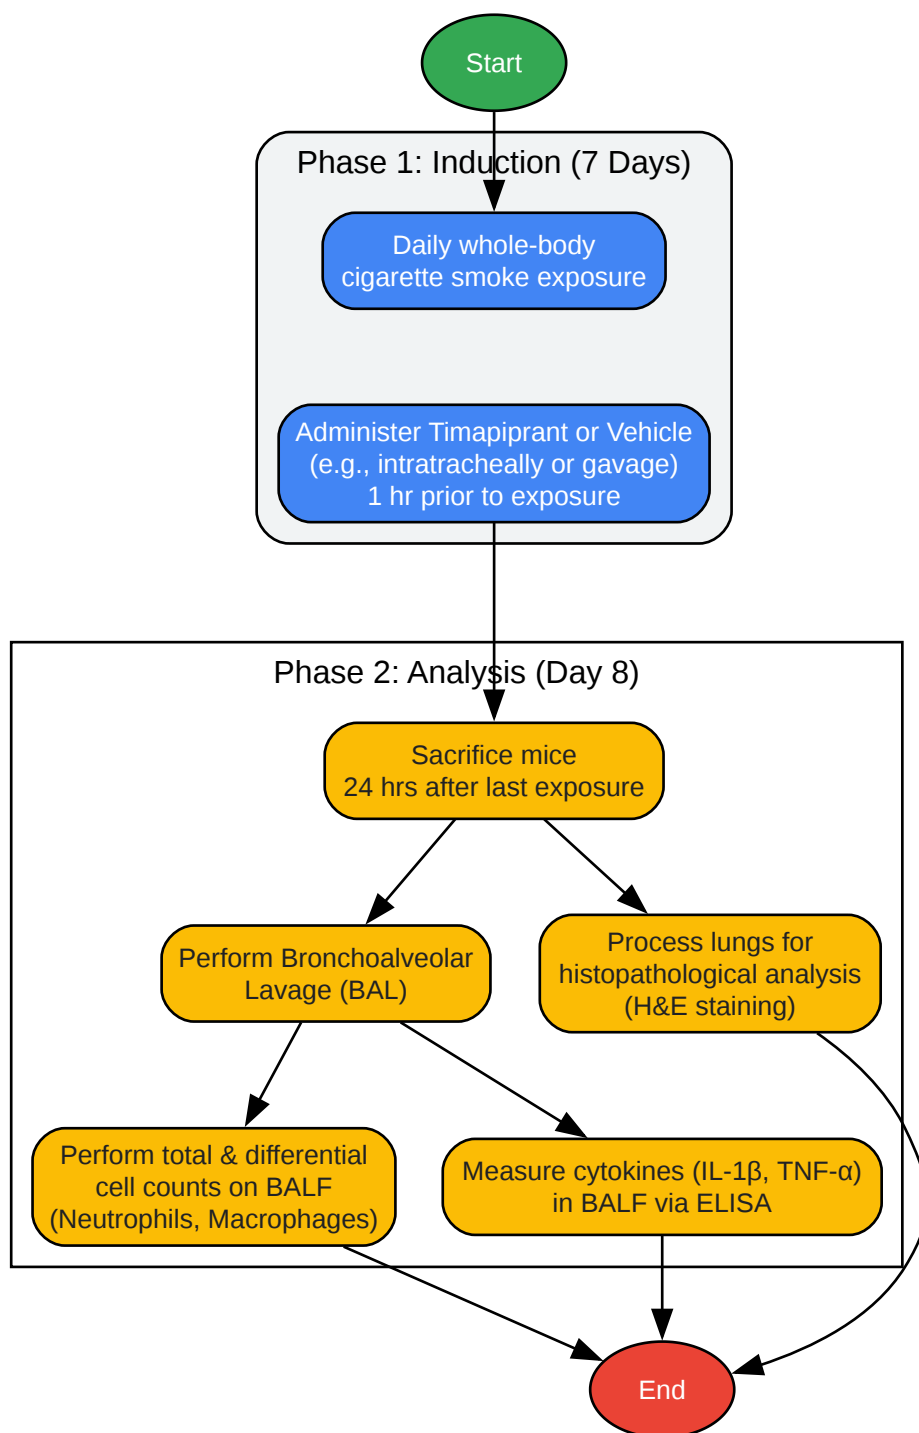 Start
Phase 1: Induction (7 Days)
Daily whole-body
cigarette smoke exposure
Administer Timapiprant or Vehicle
(e.g., intratracheally or gavage)
1 hr prior to exposure
Phase 2: Analysis (Day 8)
Sacrifice mice
24 hrs after last exposure
Perform Bronchoalveolar
Lavage (BAL)
Process lungs for
histopathological analysis
(H&E staining)
Perform total & differential
cell counts on BALF
(Neutrophils, Macrophages)
Measure cytokines (IL-1β, TNF-α)
in BALF via ELISA
End